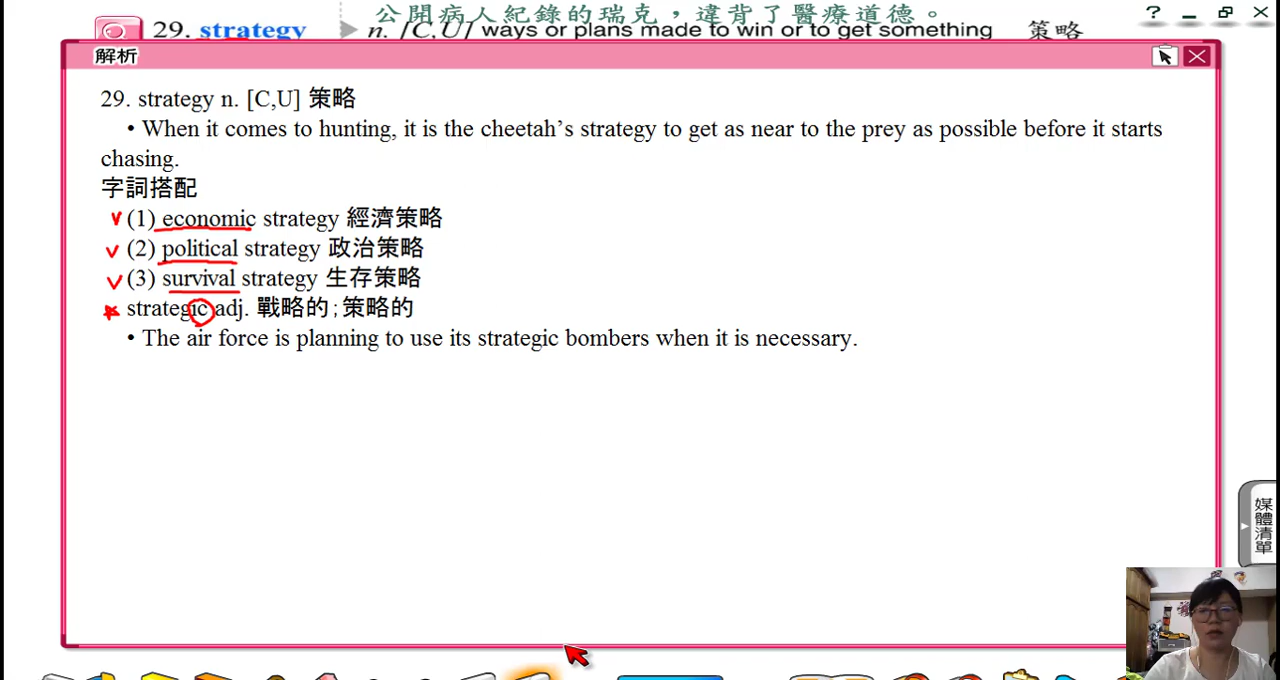 公開病人紀錄的瑞克，違背了醫療道德。
29. strategy n. [C,U] ways or plans made to win or to get something 策略
解析
29. strategy n. [C,U] 策略
• When it comes to hunting, it is the cheetah’s strategy to get as near to the prey as possible before it starts
chasing.
字詞搭配
(1) economic strategy 經濟策略
(2) political strategy 政治策略
(3) survival strategy 生存策略
strategic adj. 戰略的；策略的
• The air force is planning to use its strategic bombers when it is necessary.
媒體清單